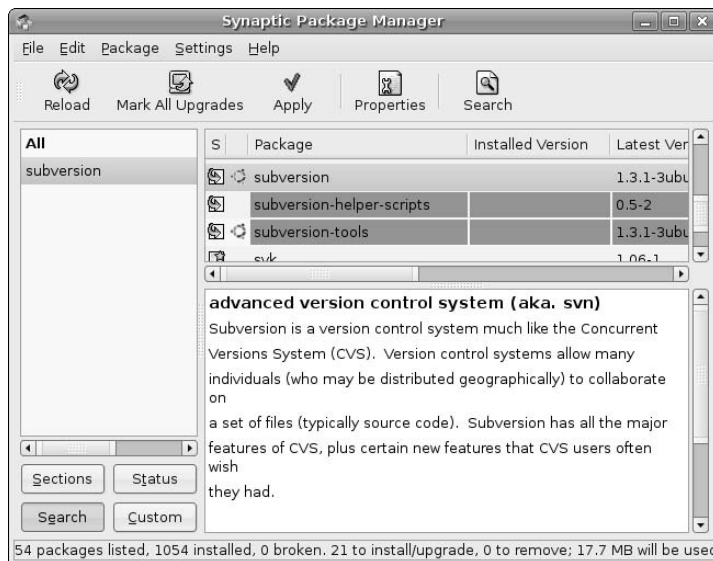 Synaptic Package Manager
File Edit Package Settings Help
Reload Mark All Upgrades Apply Properties Search
All
subversion
S Package Installed Version Latest Ver
subversion 1.3.1-3ubu
subversion-helper-scripts 0.5-2
subversion-tools 1.3.1-3ubu
svk 1.06-1
advanced version control system (aka. svn)
Subversion is a version control system much like the Concurrent
Versions System (CVS). Version control systems allow many
individuals (who may be distributed geographically) to collaborate
on
a set of files (typically source code). Subversion has all the major
features of CVS, plus certain new features that CVS users often
wish
they had.
Sections Status
Search Custom
54 packages listed, 1054 installed, 0 broken. 21 to install/upgrade, 0 to remove; 17.7 MB will be used